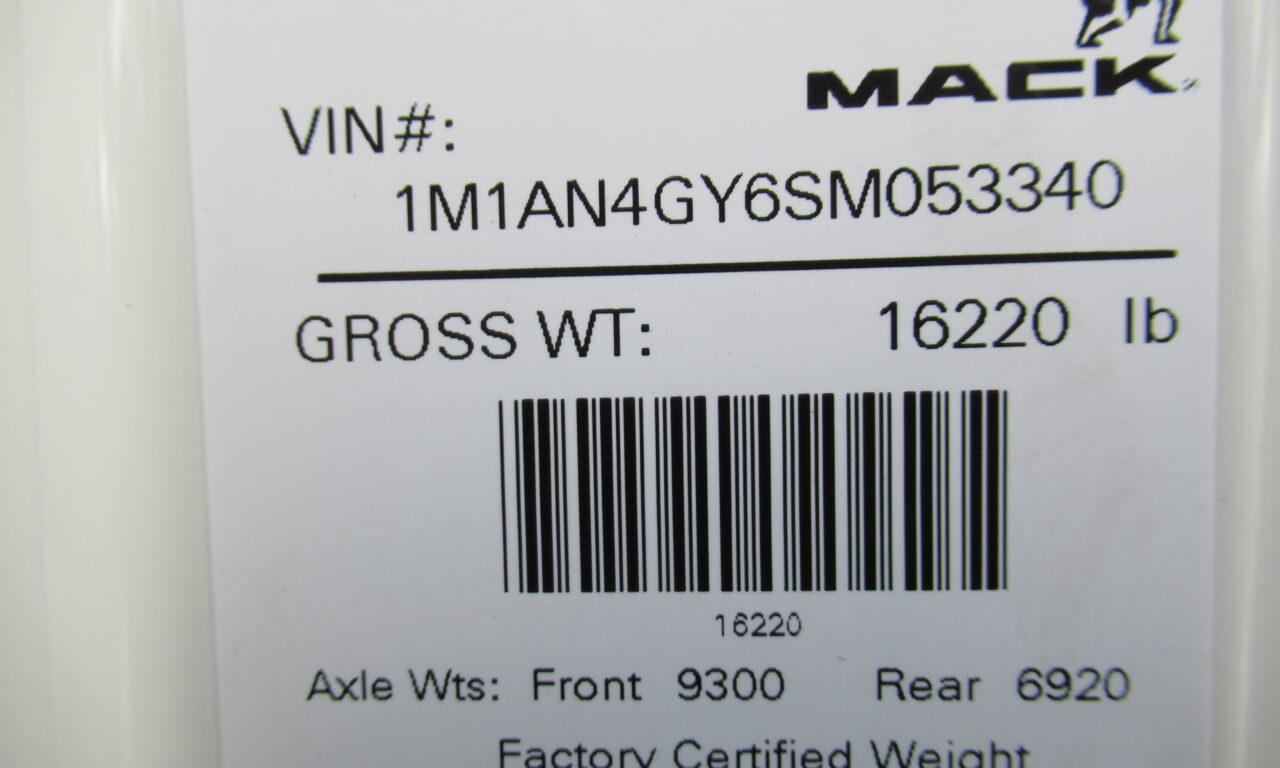 MACK
VIN#:
1M1AN4GY6SM053340
GROSS WT: 16220 lb
16220
Axle Wts: Front 9300 Rear 6920
Factory Certified Weight